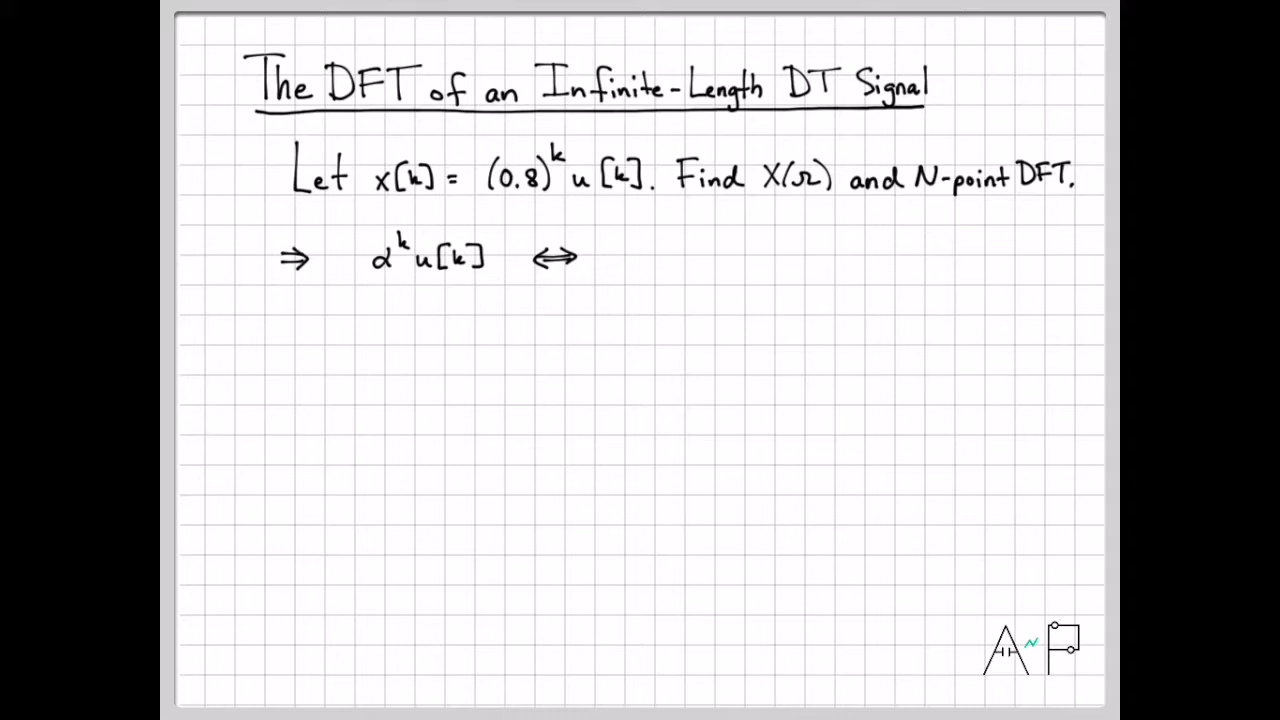 The DFT of an Infinite-Length DT Signal
Let x[k] = (0.8)^k u[k]. Find X(Ω) and N-point DFT.
⇒ α^k u[k] ⇔
A~P